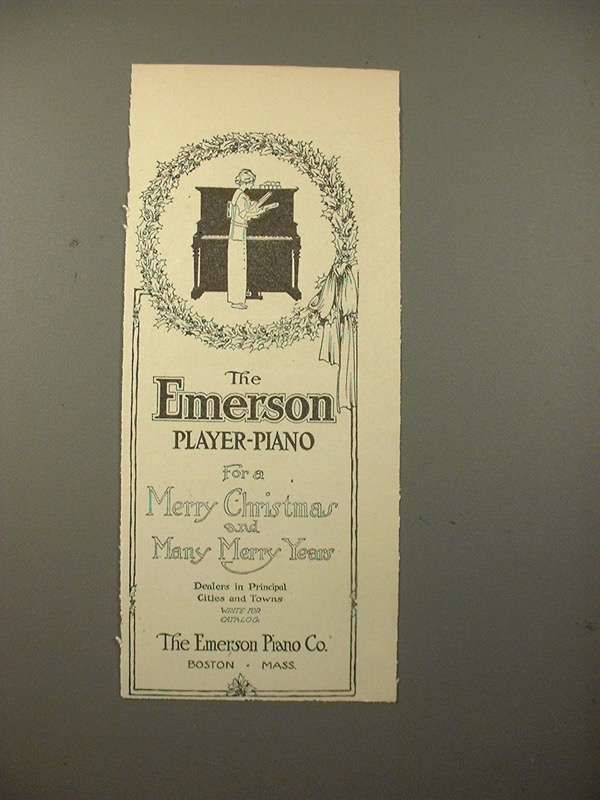 The
Emerson
PLAYER-PIANO
For a
Merry Christmas
and
Many Merry Years
Dealers in Principal
Cities and Towns
WRITE FOR
CATALOG
The Emerson Piano Co.
BOSTON - MASS.